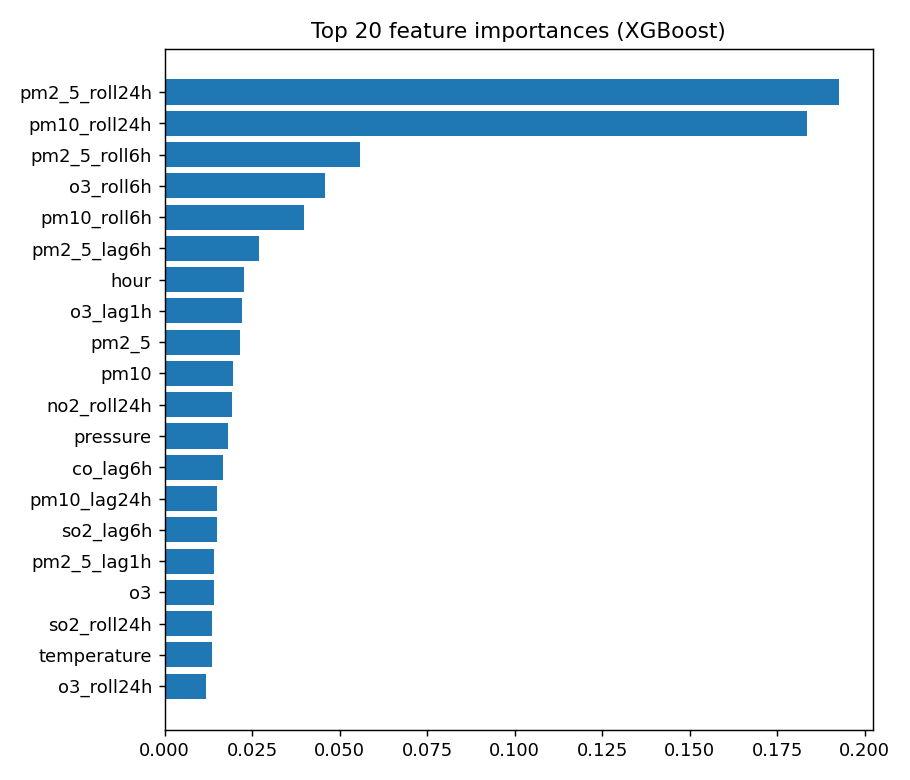 Top 20 feature importances (XGBoost)
pm2_5_roll24h
pm10_roll24h
pm2_5_roll6h
o3_roll6h
pm10_roll6h
pm2_5_lag6h
hour
o3_lag1h
pm2_5
pm10
no2_roll24h
pressure
co_lag6h
pm10_lag24h
so2_lag6h
pm2_5_lag1h
o3
so2_roll24h
temperature
o3_roll24h
0.000 0.025 0.050 0.075 0.100 0.125 0.150 0.175 0.200